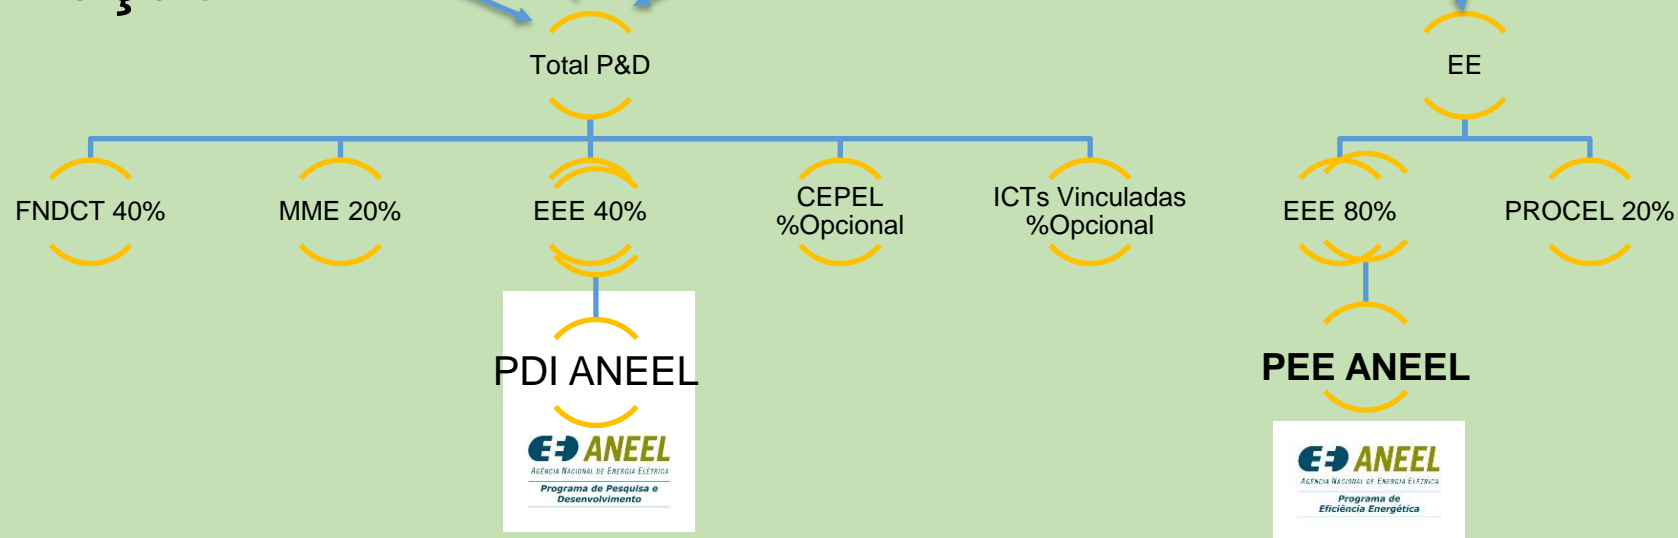 Total P&D
EE
FNDCT 40%
MME 20%
EEE 40%
CEPEL
%Opcional
ICTs Vinculadas
%Opcional
EEE 80%
PROCEL 20%
PDI ANEEL
PEE ANEEL
ANEEL
AGÊNCIA NACIONAL DE ENERGIA ELÉTRICA
Programa de Pesquisa e
Desenvolvimento
ANEEL
AGÊNCIA NACIONAL DE ENERGIA ELÉTRICA
Programa de
Eficiência Energética